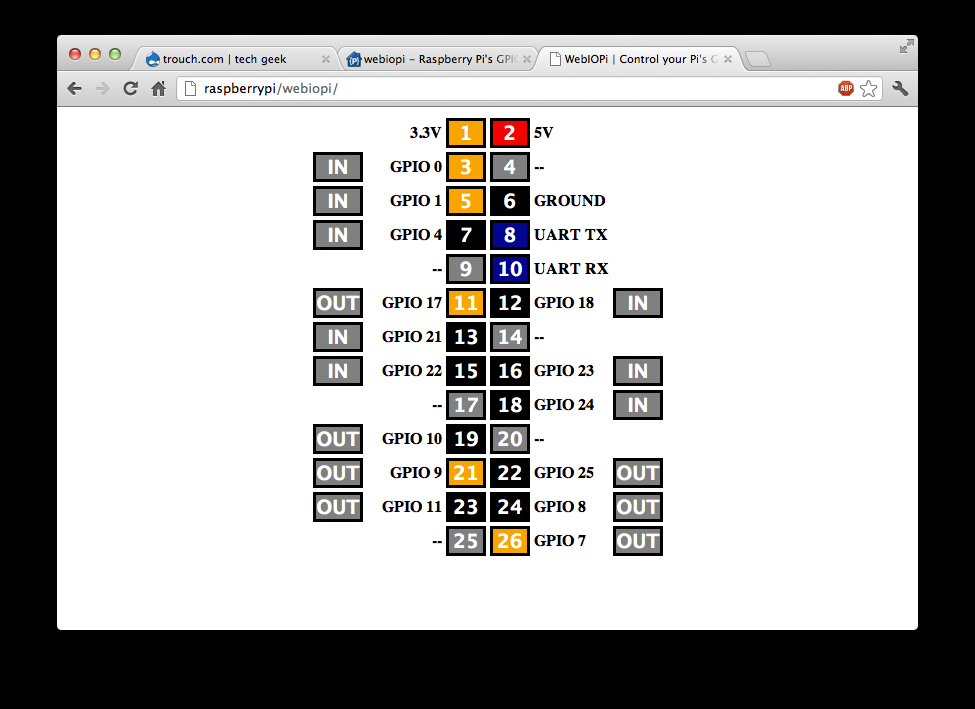 trouch.com | tech geek
webiopi – Raspberry Pi's GPI
WebIOPi | Control your Pi's G
raspberrypi/webiopi/
ABP
3.3V 1 2 5V
IN GPIO 0 3 4 --
IN GPIO 1 5 6 GROUND
IN GPIO 4 7 8 UART TX
-- 9 10 UART RX
OUT GPIO 17 11 12 GPIO 18 IN
IN GPIO 21 13 14 --
IN GPIO 22 15 16 GPIO 23 IN
-- 17 18 GPIO 24 IN
OUT GPIO 10 19 20 --
OUT GPIO 9 21 22 GPIO 25 OUT
OUT GPIO 11 23 24 GPIO 8 OUT
-- 25 26 GPIO 7 OUT